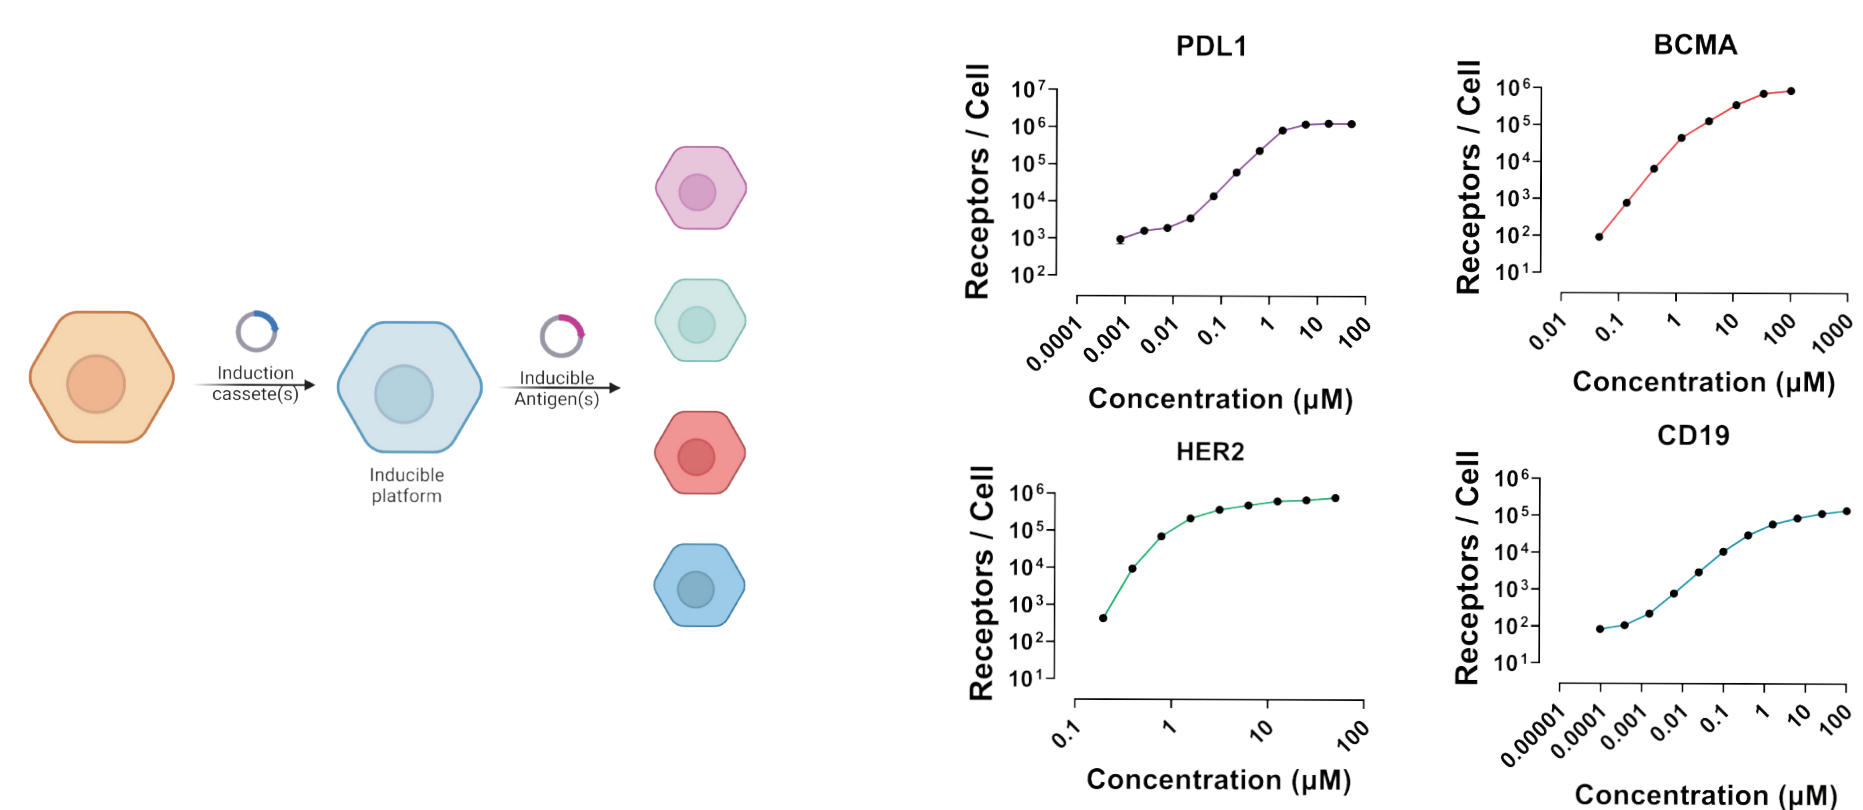 Induction
cassete(s)
Inducible
platform
Inducible
Antigen(s)
PDL1
Receptors / Cell
10⁷
10⁶
10⁵
10⁴
10³
10²
0.0001
0.001
0.01
0.1
1
10
100
Concentration (µM)
BCMA
Receptors / Cell
10⁶
10⁵
10⁴
10³
10²
10¹
0.01
0.1
1
10
100
1000
Concentration (µM)
HER2
Receptors / Cell
10⁶
10⁵
10⁴
10³
10²
10¹
0.1
1
10
100
Concentration (µM)
CD19
Receptors / Cell
10⁶
10⁵
10⁴
10³
10²
10¹
0.00001
0.0001
0.001
0.01
0.1
1
10
100
Concentration (µM)